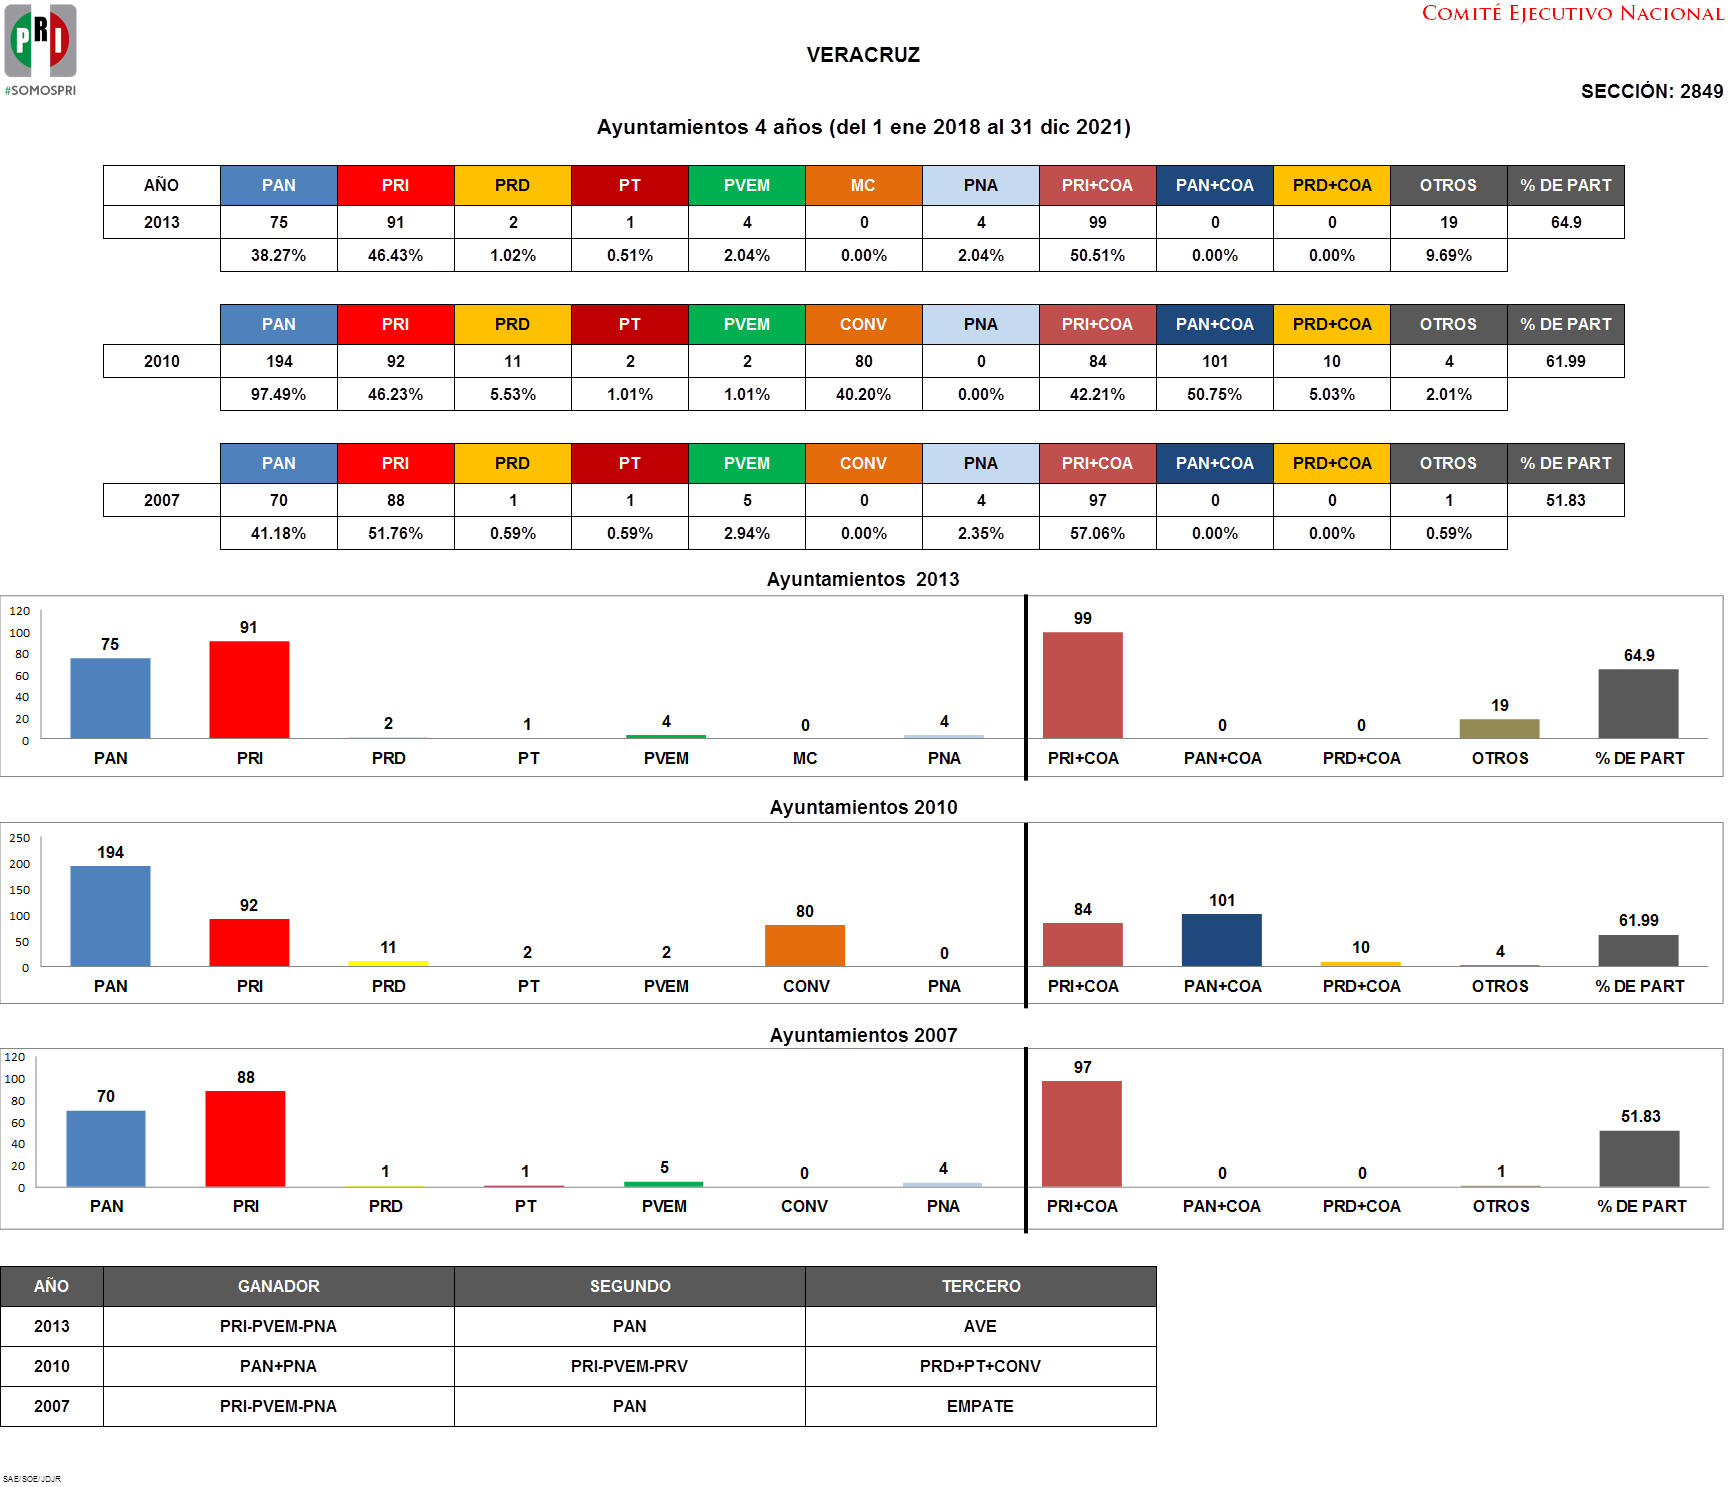 COMITÉ EJECUTIVO NACIONAL
PRI
#SOMOSPRI
VERACRUZ
SECCIÓN: 2849
Ayuntamientos 4 años (del 1 ene 2018 al 31 dic 2021)
AÑO PAN PRI PRD PT PVEM MC PNA PRI+COA PAN+COA PRD+COA OTROS % DE PART
2013 75 91 2 1 4 0 4 99 0 0 19 64.9
38.27% 46.43% 1.02% 0.51% 2.04% 0.00% 2.04% 50.51% 0.00% 0.00% 9.69%
PAN PRI PRD PT PVEM CONV PNA PRI+COA PAN+COA PRD+COA OTROS % DE PART
2010 194 92 11 2 2 80 0 84 101 10 4 61.99
97.49% 46.23% 5.53% 1.01% 1.01% 40.20% 0.00% 42.21% 50.75% 5.03% 2.01%
PAN PRI PRD PT PVEM CONV PNA PRI+COA PAN+COA PRD+COA OTROS % DE PART
2007 70 88 1 1 5 0 4 97 0 0 1 51.83
41.18% 51.76% 0.59% 0.59% 2.94% 0.00% 2.35% 57.06% 0.00% 0.00% 0.59%
Ayuntamientos 2013
120
100
80
60
40
20
0
75 91 2 1 4 0 4 99 0 0 19 64.9
PAN PRI PRD PT PVEM MC PNA PRI+COA PAN+COA PRD+COA OTROS % DE PART
Ayuntamientos 2010
250
200
150
100
50
0
194 92 11 2 2 80 0 84 101 10 4 61.99
PAN PRI PRD PT PVEM CONV PNA PRI+COA PAN+COA PRD+COA OTROS % DE PART
Ayuntamientos 2007
120
100
80
60
40
20
0
70 88 1 1 5 0 4 97 0 0 1 51.83
PAN PRI PRD PT PVEM CONV PNA PRI+COA PAN+COA PRD+COA OTROS % DE PART
AÑO GANADOR SEGUNDO TERCERO
2013 PRI-PVEM-PNA PAN AVE
2010 PAN+PNA PRI-PVEM-PRV PRD+PT+CONV
2007 PRI-PVEM-PNA PAN EMPATE
SAE/SOE/JDJR